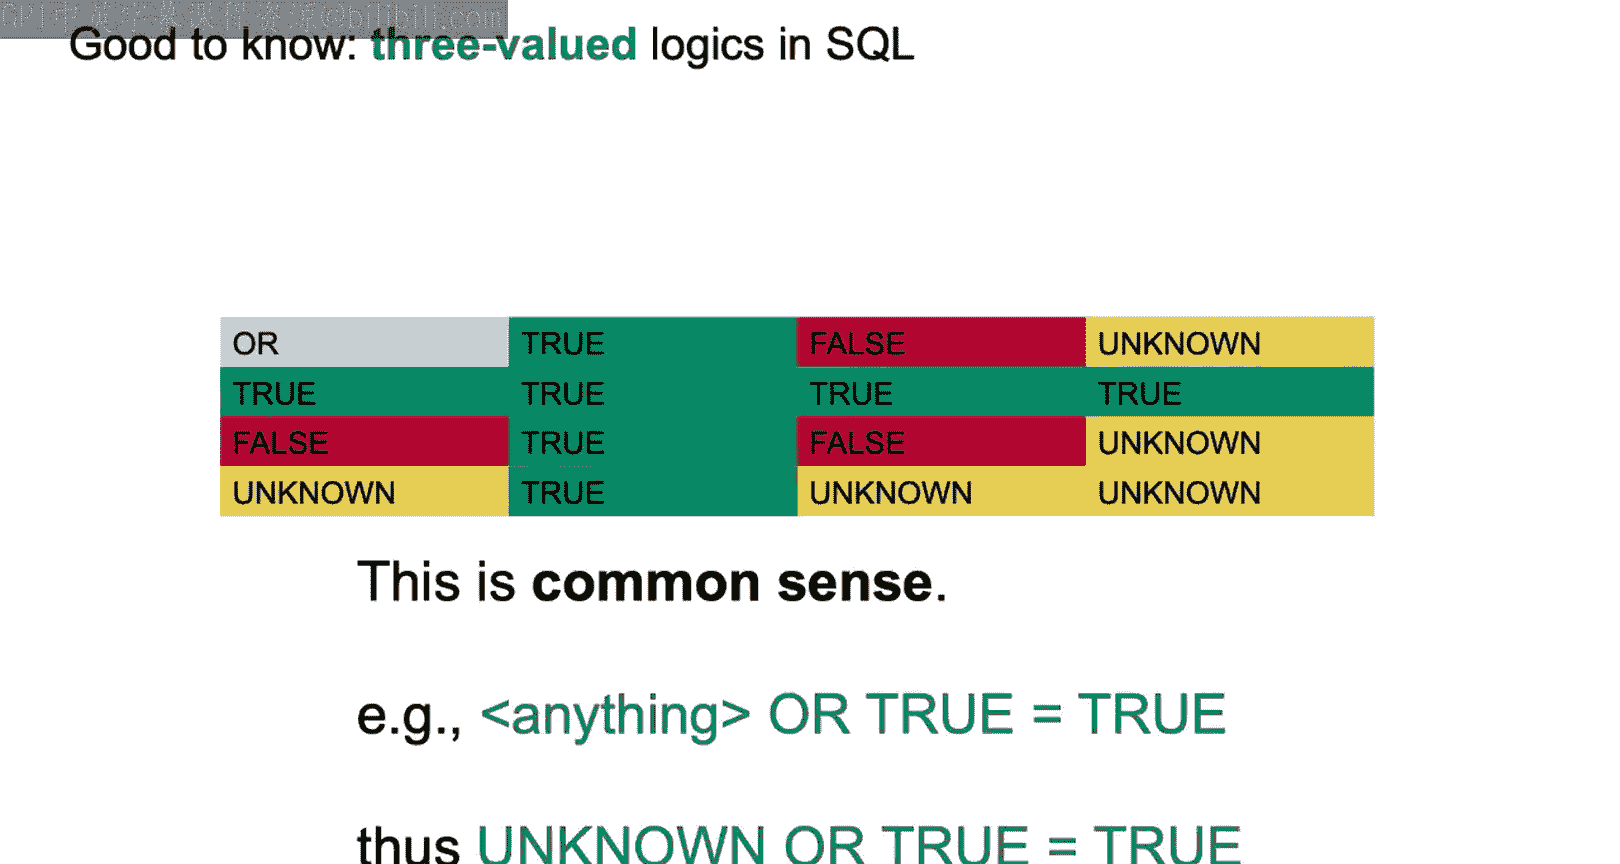 Good to know: three-valued logics in SQL
OR TRUE FALSE UNKNOWN
TRUE TRUE TRUE TRUE
FALSE TRUE FALSE UNKNOWN
UNKNOWN TRUE UNKNOWN UNKNOWN
This is common sense.
e.g., <anything> OR TRUE = TRUE
thus UNKNOWN OR TRUE = TRUE